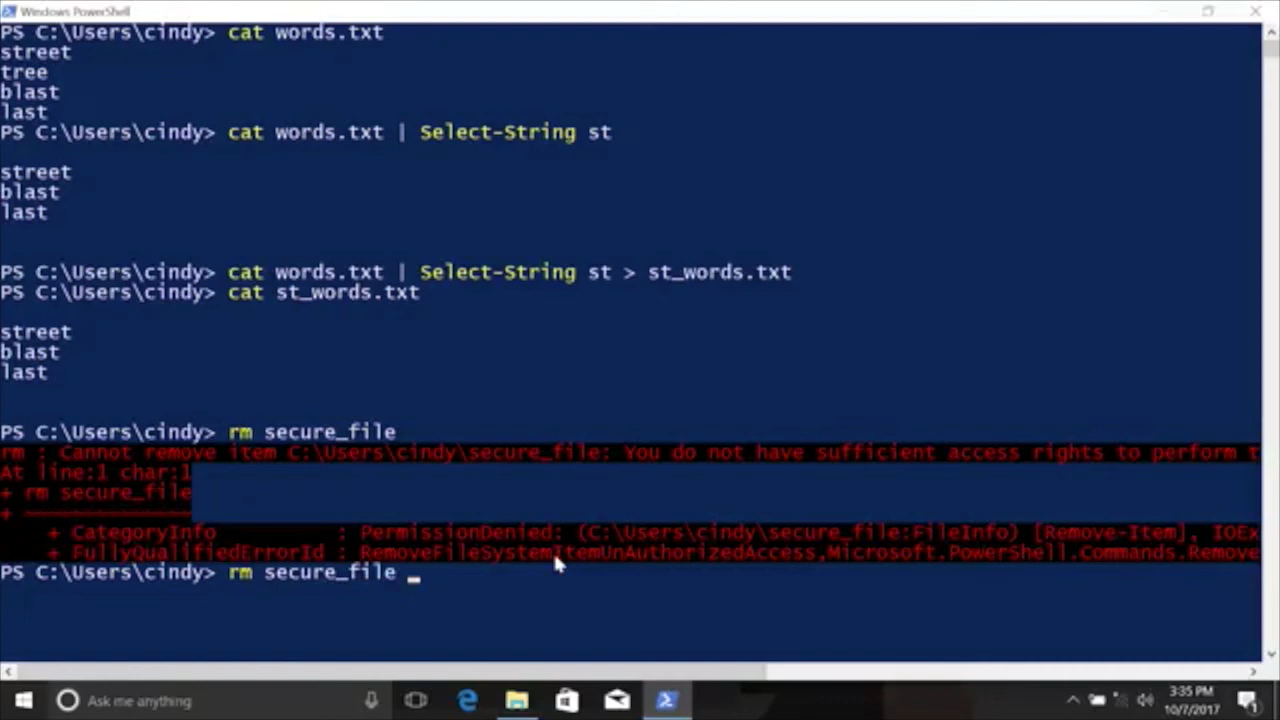 Windows PowerShell
PS C:\Users\cindy> cat words.txt
street
tree
blast
last
PS C:\Users\cindy> cat words.txt | Select-String st
street
blast
last
PS C:\Users\cindy> cat words.txt | Select-String st > st_words.txt
PS C:\Users\cindy> cat st_words.txt
street
blast
last
PS C:\Users\cindy> rm secure_file
rm : Cannot remove item C:\Users\cindy\secure_file: You do not have sufficient access rights to perform t
At line:1 char:1
+ rm secure_file
+ ~~~~~~~~~~~~~~
+ CategoryInfo : PermissionDenied: (C:\Users\cindy\secure_file:FileInfo) [Remove-Item], IOEx
+ FullyQualifiedErrorId : RemoveFileSystemItemUnAuthorizedAccess,Microsoft.PowerShell.Commands.Remove
PS C:\Users\cindy> rm secure_file _
Ask me anything
3:35 PM
10/7/2017
1